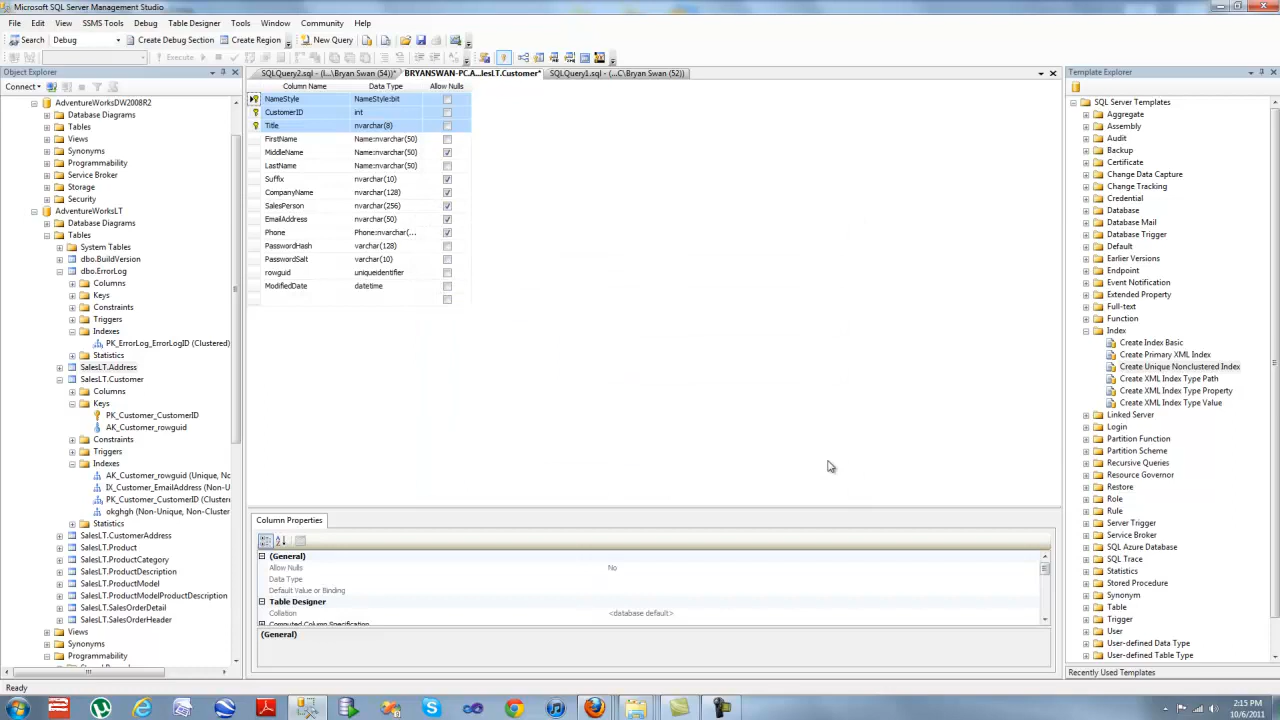 Microsoft SQL Server Management Studio
File Edit View SSMS Tools Debug Table Designer Tools Window Community Help
Search Debug Create Debug Section Create Region New Query
Execute
Object Explorer
Connect
AdventureWorksDW2008R2
Database Diagrams
Tables
Views
Synonyms
Programmability
Service Broker
Storage
Security
AdventureWorksLT
Database Diagrams
Tables
System Tables
dbo.BuildVersion
dbo.ErrorLog
Columns
Keys
Constraints
Triggers
Indexes
PK_ErrorLog_ErrorLogID (Clustered)
Statistics
SalesLT.Address
SalesLT.Customer
Columns
Keys
PK_Customer_CustomerID
AK_Customer_rowguid
Constraints
Triggers
Indexes
AK_Customer_rowguid (Unique, No
IX_Customer_EmailAddress (Non-U
PK_Customer_CustomerID (Cluster
okghgh (Non-Unique, Non-Cluster
Statistics
SalesLT.CustomerAddress
SalesLT.Product
SalesLT.ProductCategory
SalesLT.ProductDescription
SalesLT.ProductModel
SalesLT.ProductModelProductDescription
SalesLT.SalesOrderDetail
SalesLT.SalesOrderHeader
Views
Synonyms
Programmability
SQLQuery2.sql - (l...\Bryan Swan (54))* BRYANSWAN-PC.A...lesLT.Customer* SQLQuery1.sql - (...C\Bryan Swan (52))
Column Name Data Type Allow Nulls
NameStyle NameStyle:bit
CustomerID int
Title nvarchar(8)
FirstName Name:nvarchar(50)
MiddleName Name:nvarchar(50)
LastName Name:nvarchar(50)
Suffix nvarchar(10)
CompanyName nvarchar(128)
SalesPerson nvarchar(256)
EmailAddress nvarchar(50)
Phone Phone:nvarchar(...
PasswordHash varchar(128)
PasswordSalt varchar(10)
rowguid uniqueidentifier
ModifiedDate datetime
Column Properties
(General)
Allow Nulls No
Data Type
Default Value or Binding
Table Designer
Collation <database default>
Computed Column Specification
(General)
Template Explorer
SQL Server Templates
Aggregate
Assembly
Audit
Backup
Certificate
Change Data Capture
Change Tracking
Credential
Database
Database Mail
Database Trigger
Default
Earlier Versions
Endpoint
Event Notification
Extended Property
Full-text
Function
Index
Create Index Basic
Create Primary XML Index
Create Unique Nonclustered Index
Create XML Index Type Path
Create XML Index Type Property
Create XML Index Type Value
Linked Server
Login
Partition Function
Partition Scheme
Recursive Queries
Resource Governor
Restore
Role
Rule
Server Trigger
Service Broker
SQL Azure Database
SQL Trace
Statistics
Stored Procedure
Synonym
Table
Trigger
User
User-defined Data Type
User-defined Table Type
Recently Used Templates
Ready
2:15 PM
10/6/2011